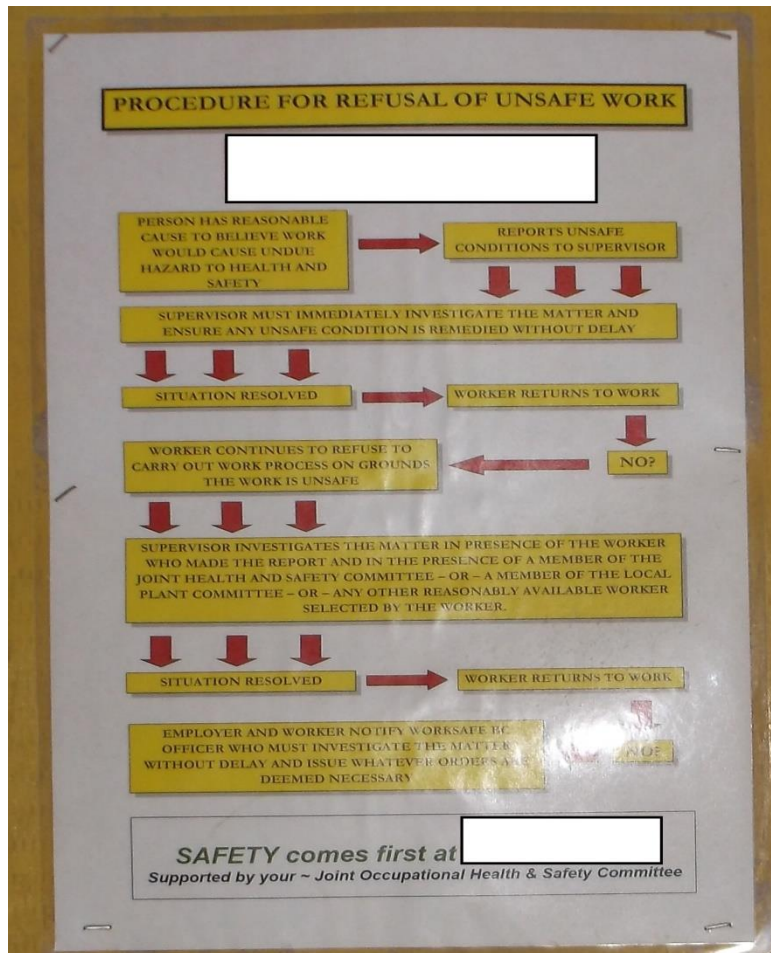 PROCEDURE FOR REFUSAL OF UNSAFE WORK
PERSON HAS REASONABLE
CAUSE TO BELIEVE WORK
WOULD CAUSE UNDUE
HAZARD TO HEALTH AND
SAFETY
REPORTS UNSAFE
CONDITIONS TO SUPERVISOR
SUPERVISOR MUST IMMEDIATELY INVESTIGATE THE MATTER AND
ENSURE ANY UNSAFE CONDITION IS REMEDIED WITHOUT DELAY
SITUATION RESOLVED
WORKER RETURNS TO WORK
NO?
WORKER CONTINUES TO REFUSE TO
CARRY OUT WORK PROCESS ON GROUNDS
THE WORK IS UNSAFE
SUPERVISOR INVESTIGATES THE MATTER IN PRESENCE OF THE WORKER
WHO MADE THE REPORT AND IN THE PRESENCE OF A MEMBER OF THE
JOINT HEALTH AND SAFETY COMMITTEE – OR – A MEMBER OF THE LOCAL
PLANT COMMITTEE – OR – ANY OTHER REASONABLY AVAILABLE WORKER
SELECTED BY THE WORKER.
SITUATION RESOLVED
WORKER RETURNS TO WORK
NO?
EMPLOYER AND WORKER NOTIFY WORKSAFE BC
OFFICER WHO MUST INVESTIGATE THE MATTER
WITHOUT DELAY AND ISSUE WHATEVER ORDERS ARE
DEEMED NECESSARY
SAFETY comes first at
Supported by your ~ Joint Occupational Health & Safety Committee